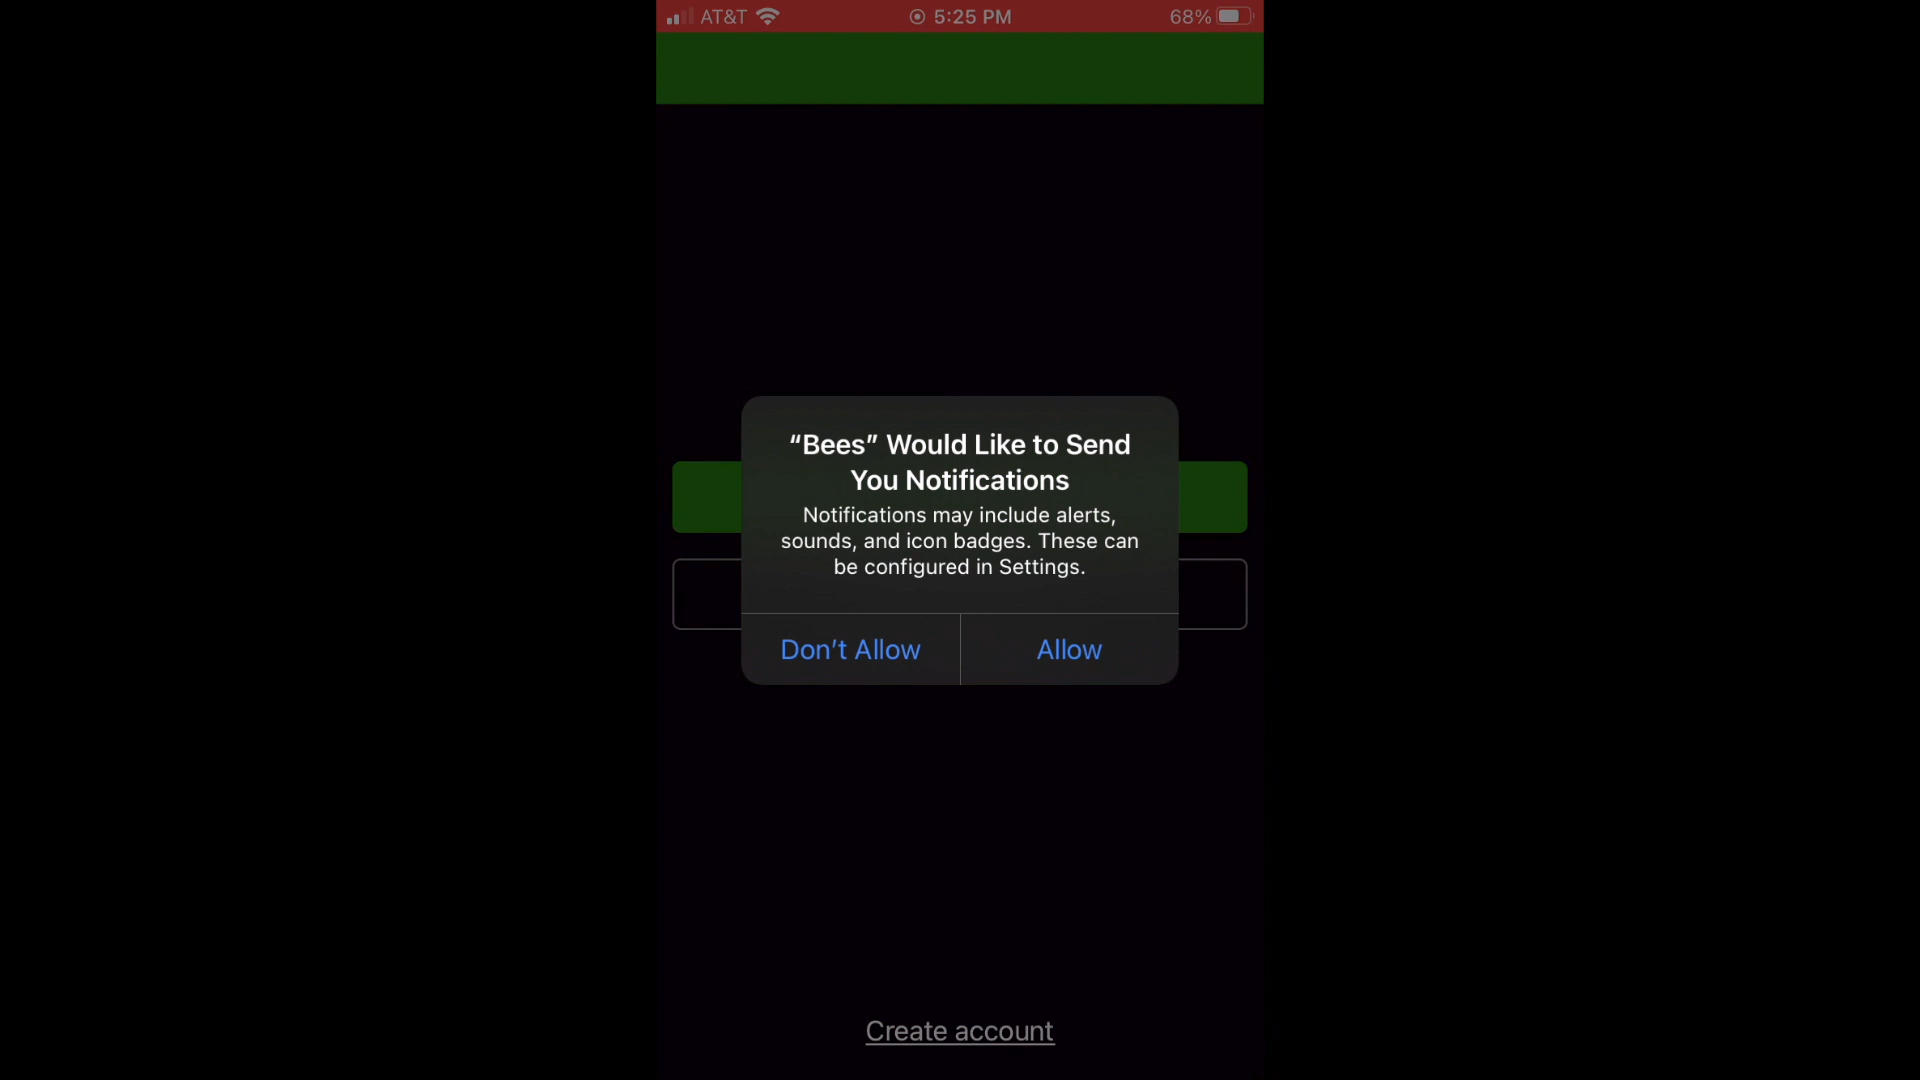 AT&T 5:25 PM 68%
“Bees” Would Like to Send
You Notifications
Notifications may include alerts,
sounds, and icon badges. These can
be configured in Settings.
Don’t Allow Allow
Create account